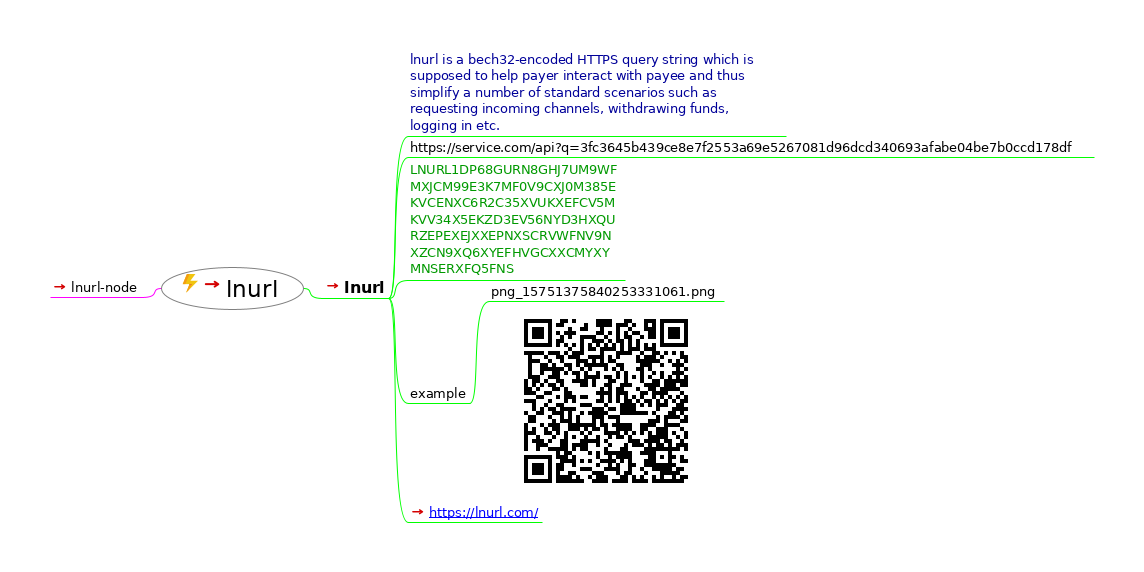 lnurl is a bech32-encoded HTTPS query string which is
supposed to help payer interact with payee and thus
simplify a number of standard scenarios such as
requesting incoming channels, withdrawing funds,
logging in etc.
https://service.com/api?q=3fc3645b439ce8e7f2553a69e5267081d96dcd340693afabe04be7b0ccd178df
LNURL1DP68GURN8GHJ7UM9WF
MXJCM99E3K7MF0V9CXJ0M385E
KVCENXC6R2C35XVUKXEFCV5M
KVV34X5EKZD3EV56NYD3HXQU
RZEPEXEJXXEPNXSCRVWFNV9N
XZCN9XQ6XYEFHVGCXXCMYXY
MNSERXFQ5FNS
lnurl-node
lnurl
lnurl
png_15751375840253331061.png
example
https://lnurl.com/